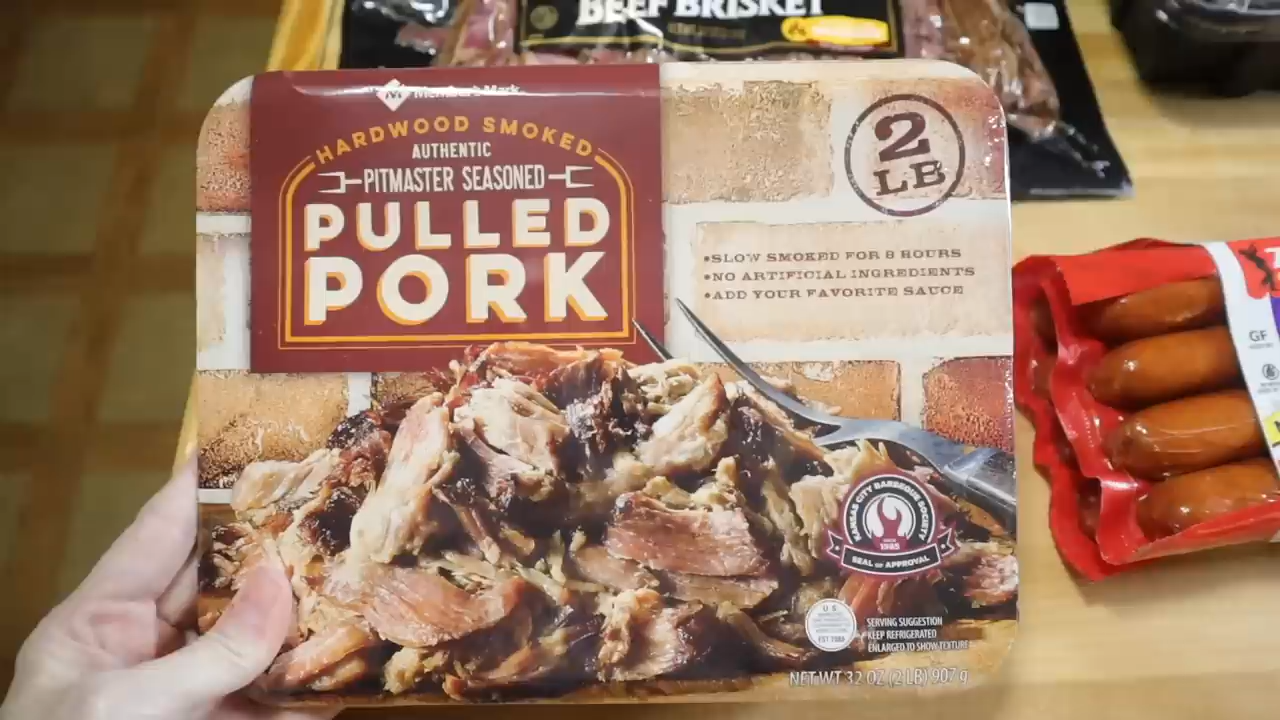 BEEF BRISKET
Member's Mark
HARDWOOD SMOKED
AUTHENTIC
PITMASTER SEASONED
PULLED
PORK
2
LB
•SLOW SMOKED FOR 8 HOURS
•NO ARTIFICIAL INGREDIENTS
•ADD YOUR FAVORITE SAUCE
GF
KANSAS CITY BARBEQUE SOCIETY
SINCE
1985
SEAL OF APPROVAL
U S
SERVING SUGGESTION
KEEP REFRIGERATED
ENLARGED TO SHOW TEXTURE
NET WT 32 OZ (2 LB) 907 g